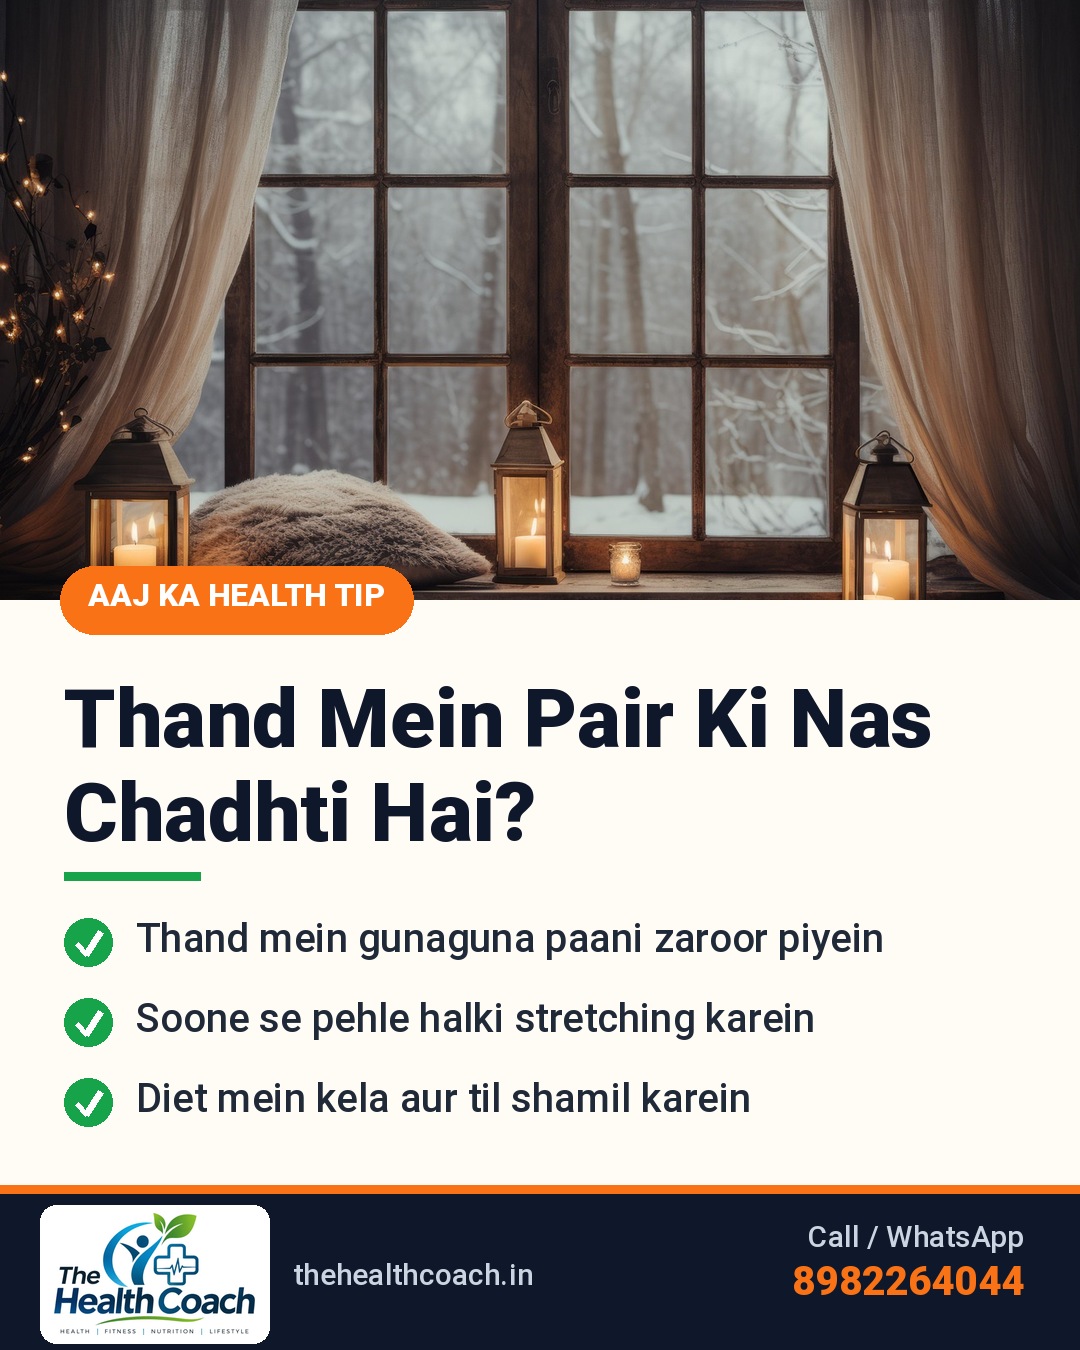 AAJ KA HEALTH TIP
Thand Mein Pair Ki Nas
Chadhti Hai?
Thand mein gunaguna paani zaroor piyein
Soone se pehle halki stretching karein
Diet mein kela aur til shamil karein
The
Health Coach
HEALTH | FITNESS | NUTRITION | LIFESTYLE
thehealthcoach.in
Call / WhatsApp
8982264044